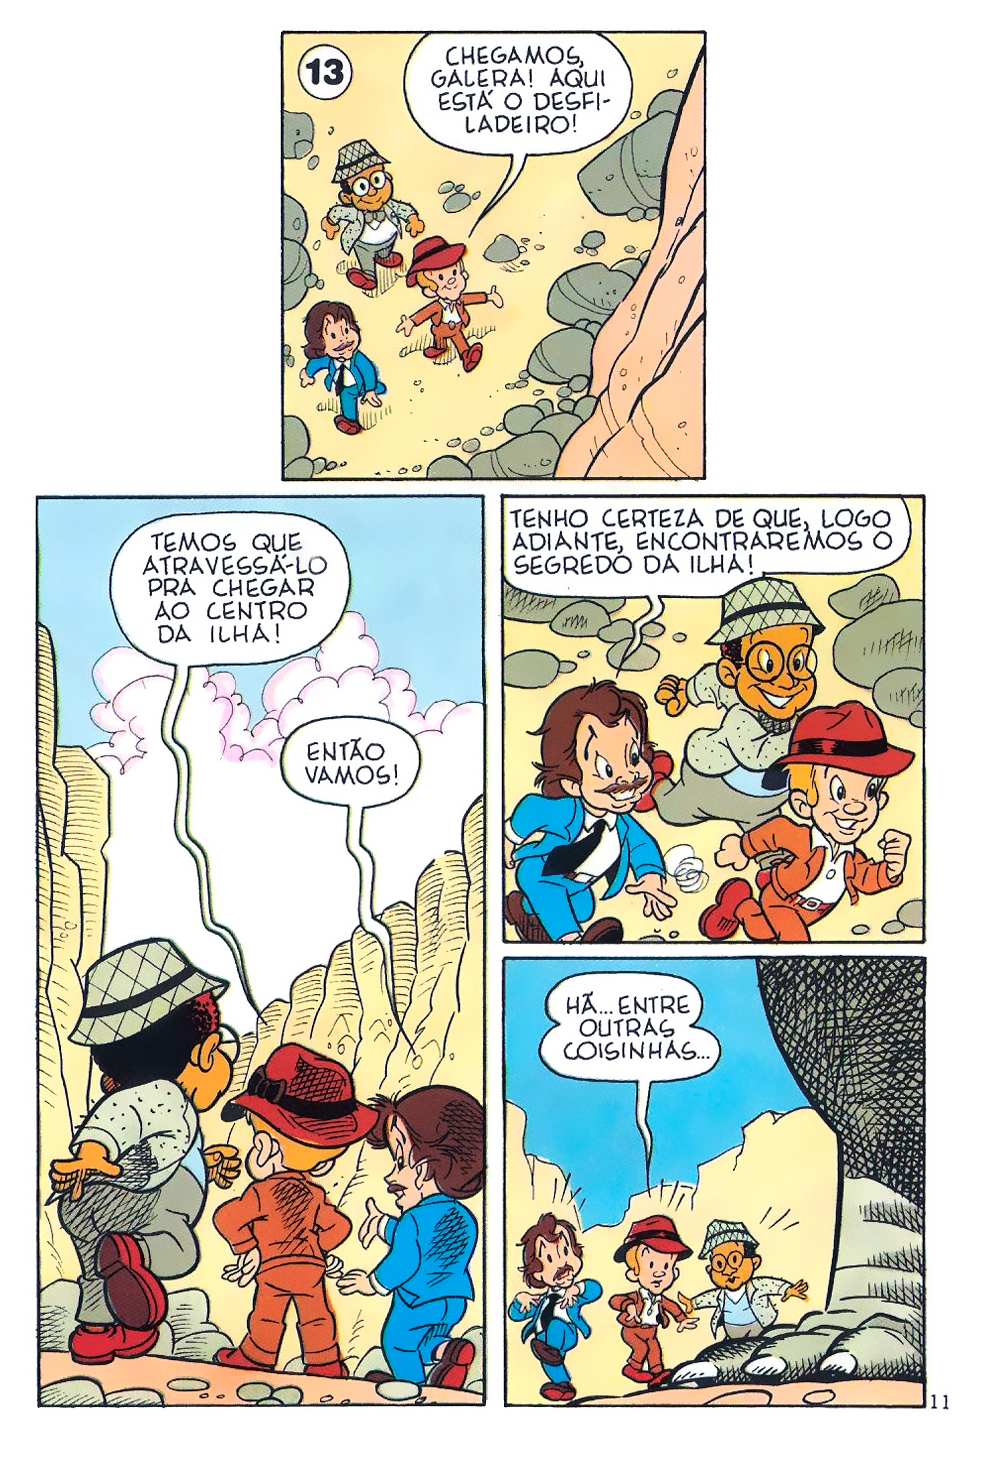 13
CHEGAMOS,
GALERA! AQUI
ESTÁ O DESFI-
LADEIRO!
TEMOS QUE
ATRAVESSÁ-LO
PRA CHEGAR
AO CENTRO
DA ILHA!
ENTÃO
VAMOS!
TENHO CERTEZA DE QUE, LOGO
ADIANTE, ENCONTRAREMOS O
SEGREDO DA ILHA!
HÃ... ENTRE
OUTRAS
COISINHAS...
11